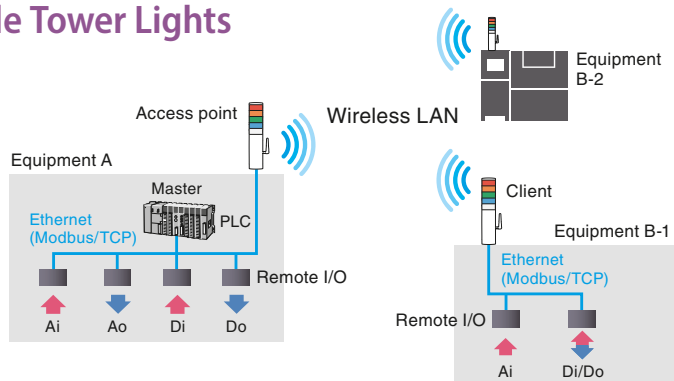 le Tower Lights
Equipment
B-2
Access point
Wireless LAN
Equipment A
Master
PLC
Ethernet
(Modbus/TCP)
Remote I/O
Ai
Ao
Di
Do
Client
Equipment B-1
Ethernet
(Modbus/TCP)
Remote I/O
Ai
Di/Do